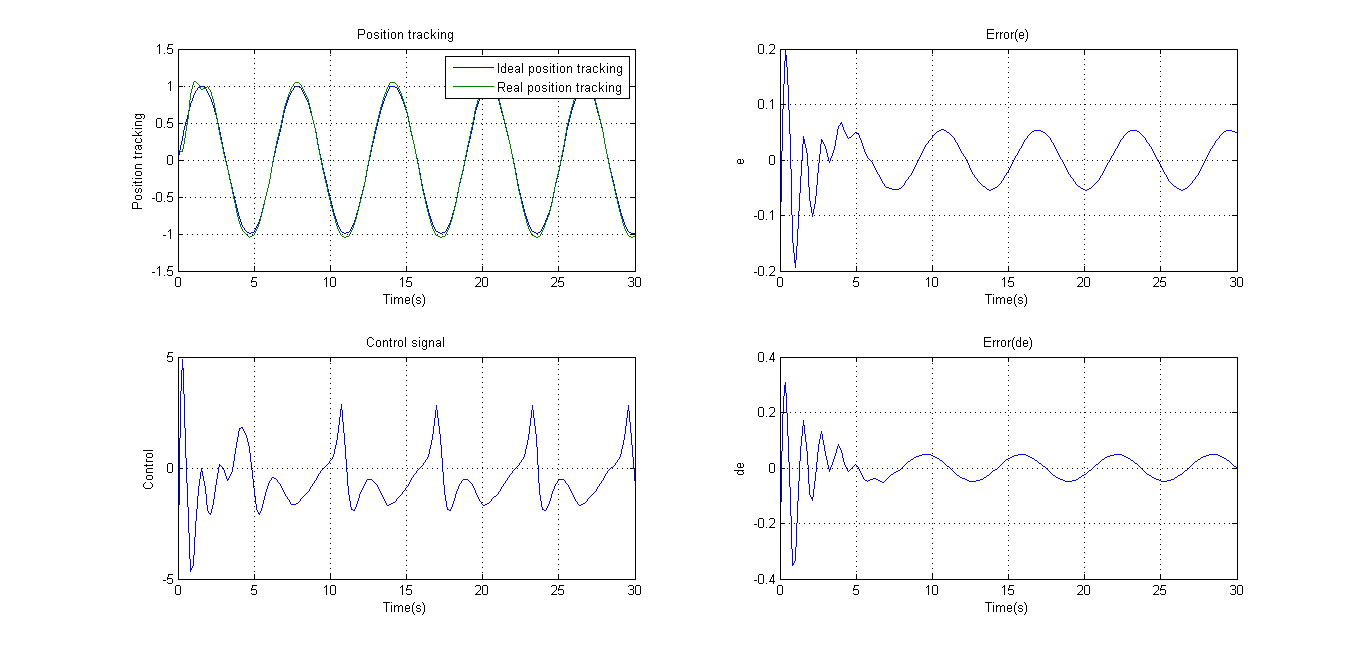 Position tracking
1.5
1
0.5
0
-0.5
-1
-1.5
Position tracking
Ideal position tracking
Real position tracking
0 5 10 15 20 25 30
Time(s)
Error(e)
0.2
0.1
0
-0.1
-0.2
e
0 5 10 15 20 25 30
Time(s)
Control signal
5
0
-5
Control
0 5 10 15 20 25 30
Time(s)
Error(de)
0.4
0.2
0
-0.2
-0.4
de
0 5 10 15 20 25 30
Time(s)